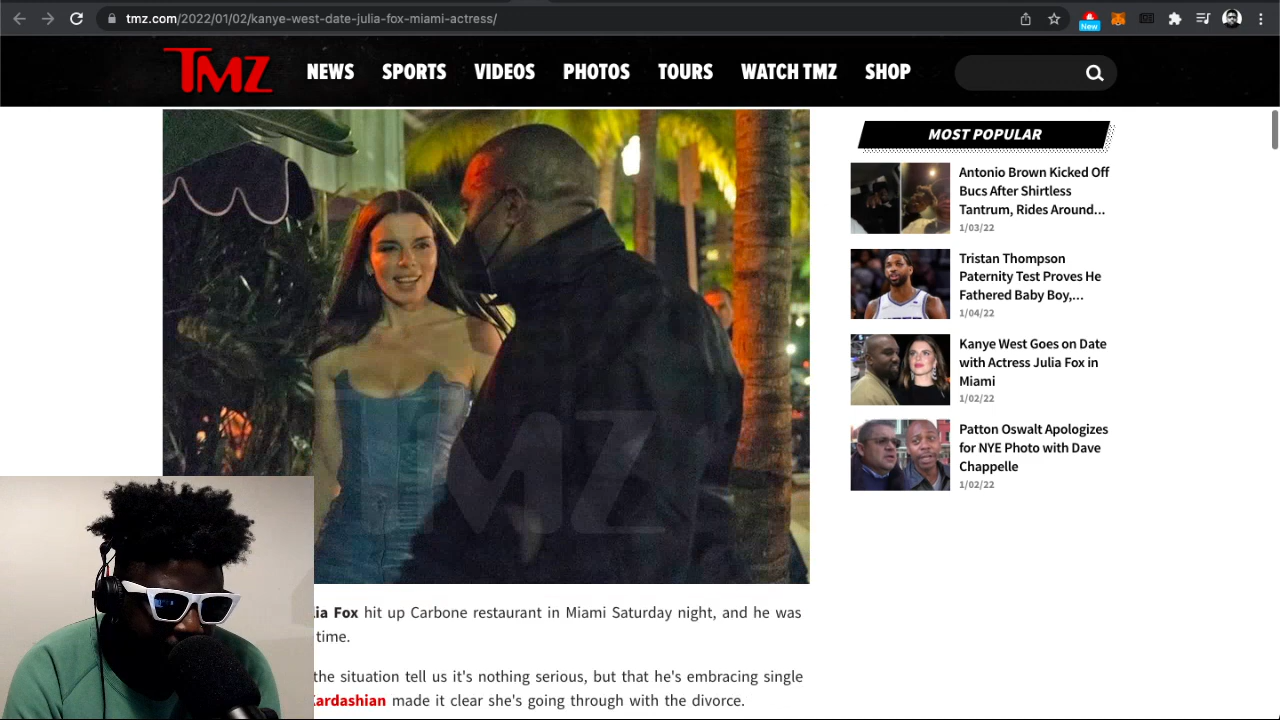 tmz.com/2022/01/02/kanye-west-date-julia-fox-miami-actress/
New
TMZ
NEWS
SPORTS
VIDEOS
PHOTOS
TOURS
WATCH TMZ
SHOP
MOST POPULAR
Antonio Brown Kicked Off
Bucs After Shirtless
Tantrum, Rides Around...
1/03/22
Tristan Thompson
Paternity Test Proves He
Fathered Baby Boy,...
1/04/22
Kanye West Goes on Date
with Actress Julia Fox in
Miami
1/02/22
Patton Oswalt Apologizes
for NYE Photo with Dave
Chappelle
1/02/22
TMZ
lia Fox hit up Carbone restaurant in Miami Saturday night, and he was
time.
the situation tell us it's nothing serious, but that he's embracing single
Kardashian made it clear she's going through with the divorce.